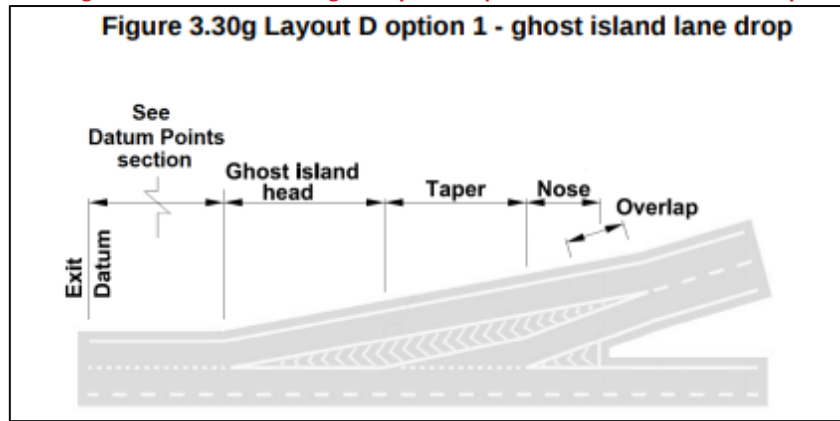 Figure 3.30g Layout D option 1 - ghost island lane drop
See
Datum Points
section
Ghost island
head
Taper
Nose
Overlap
Exit
Datum